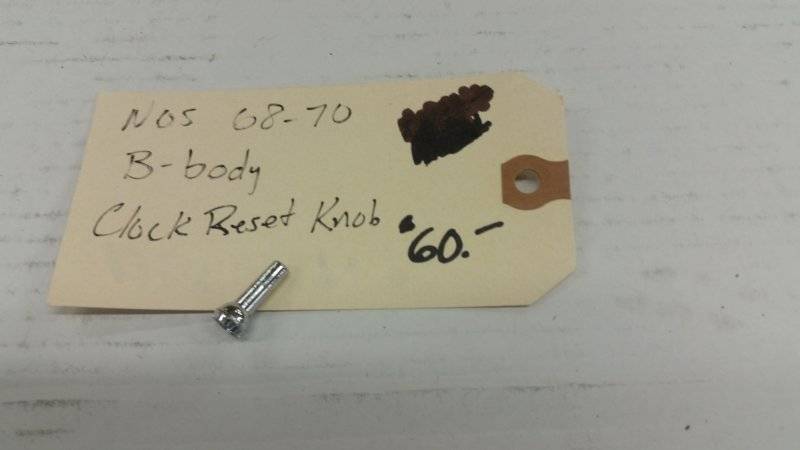 NOS 68-70
B-body
Clock Reset Knob
$60.-